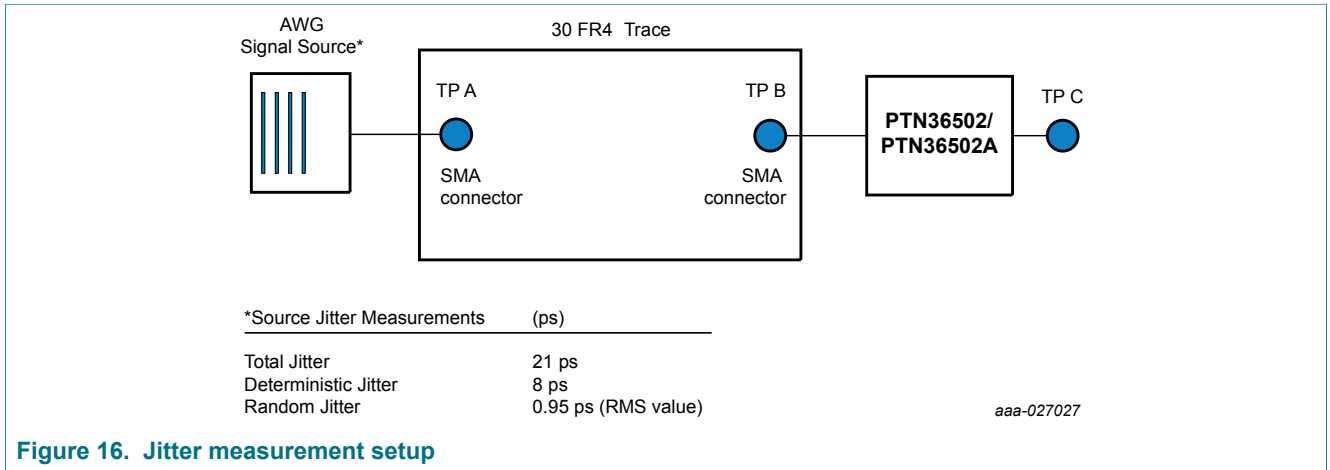 AWG
Signal Source*
30 FR4 Trace
TP A
TP B
TP C
PTN36502/
PTN36502A
SMA
connector
SMA
connector
*Source Jitter Measurements (ps)
Total Jitter 21 ps
Deterministic Jitter 8 ps
Random Jitter 0.95 ps (RMS value)
aaa-027027
Figure 16. Jitter measurement setup